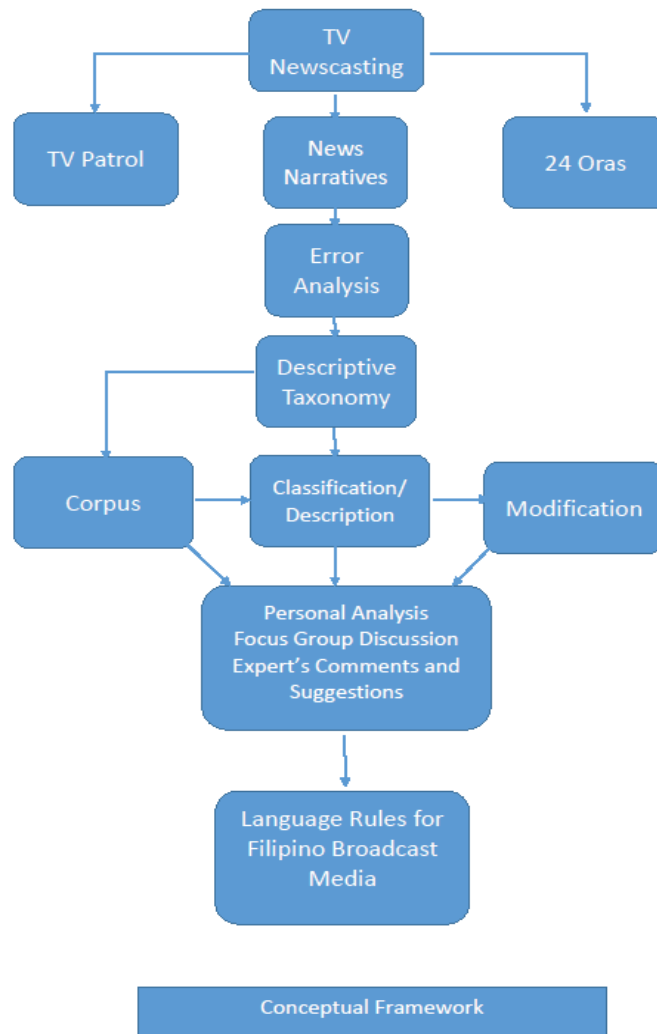 TV
Newscasting
TV Patrol
News
Narratives
24 Oras
Error
Analysis
Descriptive
Taxonomy
Corpus
Classification/
Description
Modification
Personal Analysis
Focus Group Discussion
Expert’s Comments and
Suggestions
Language Rules for
Filipino Broadcast
Media
Conceptual Framework